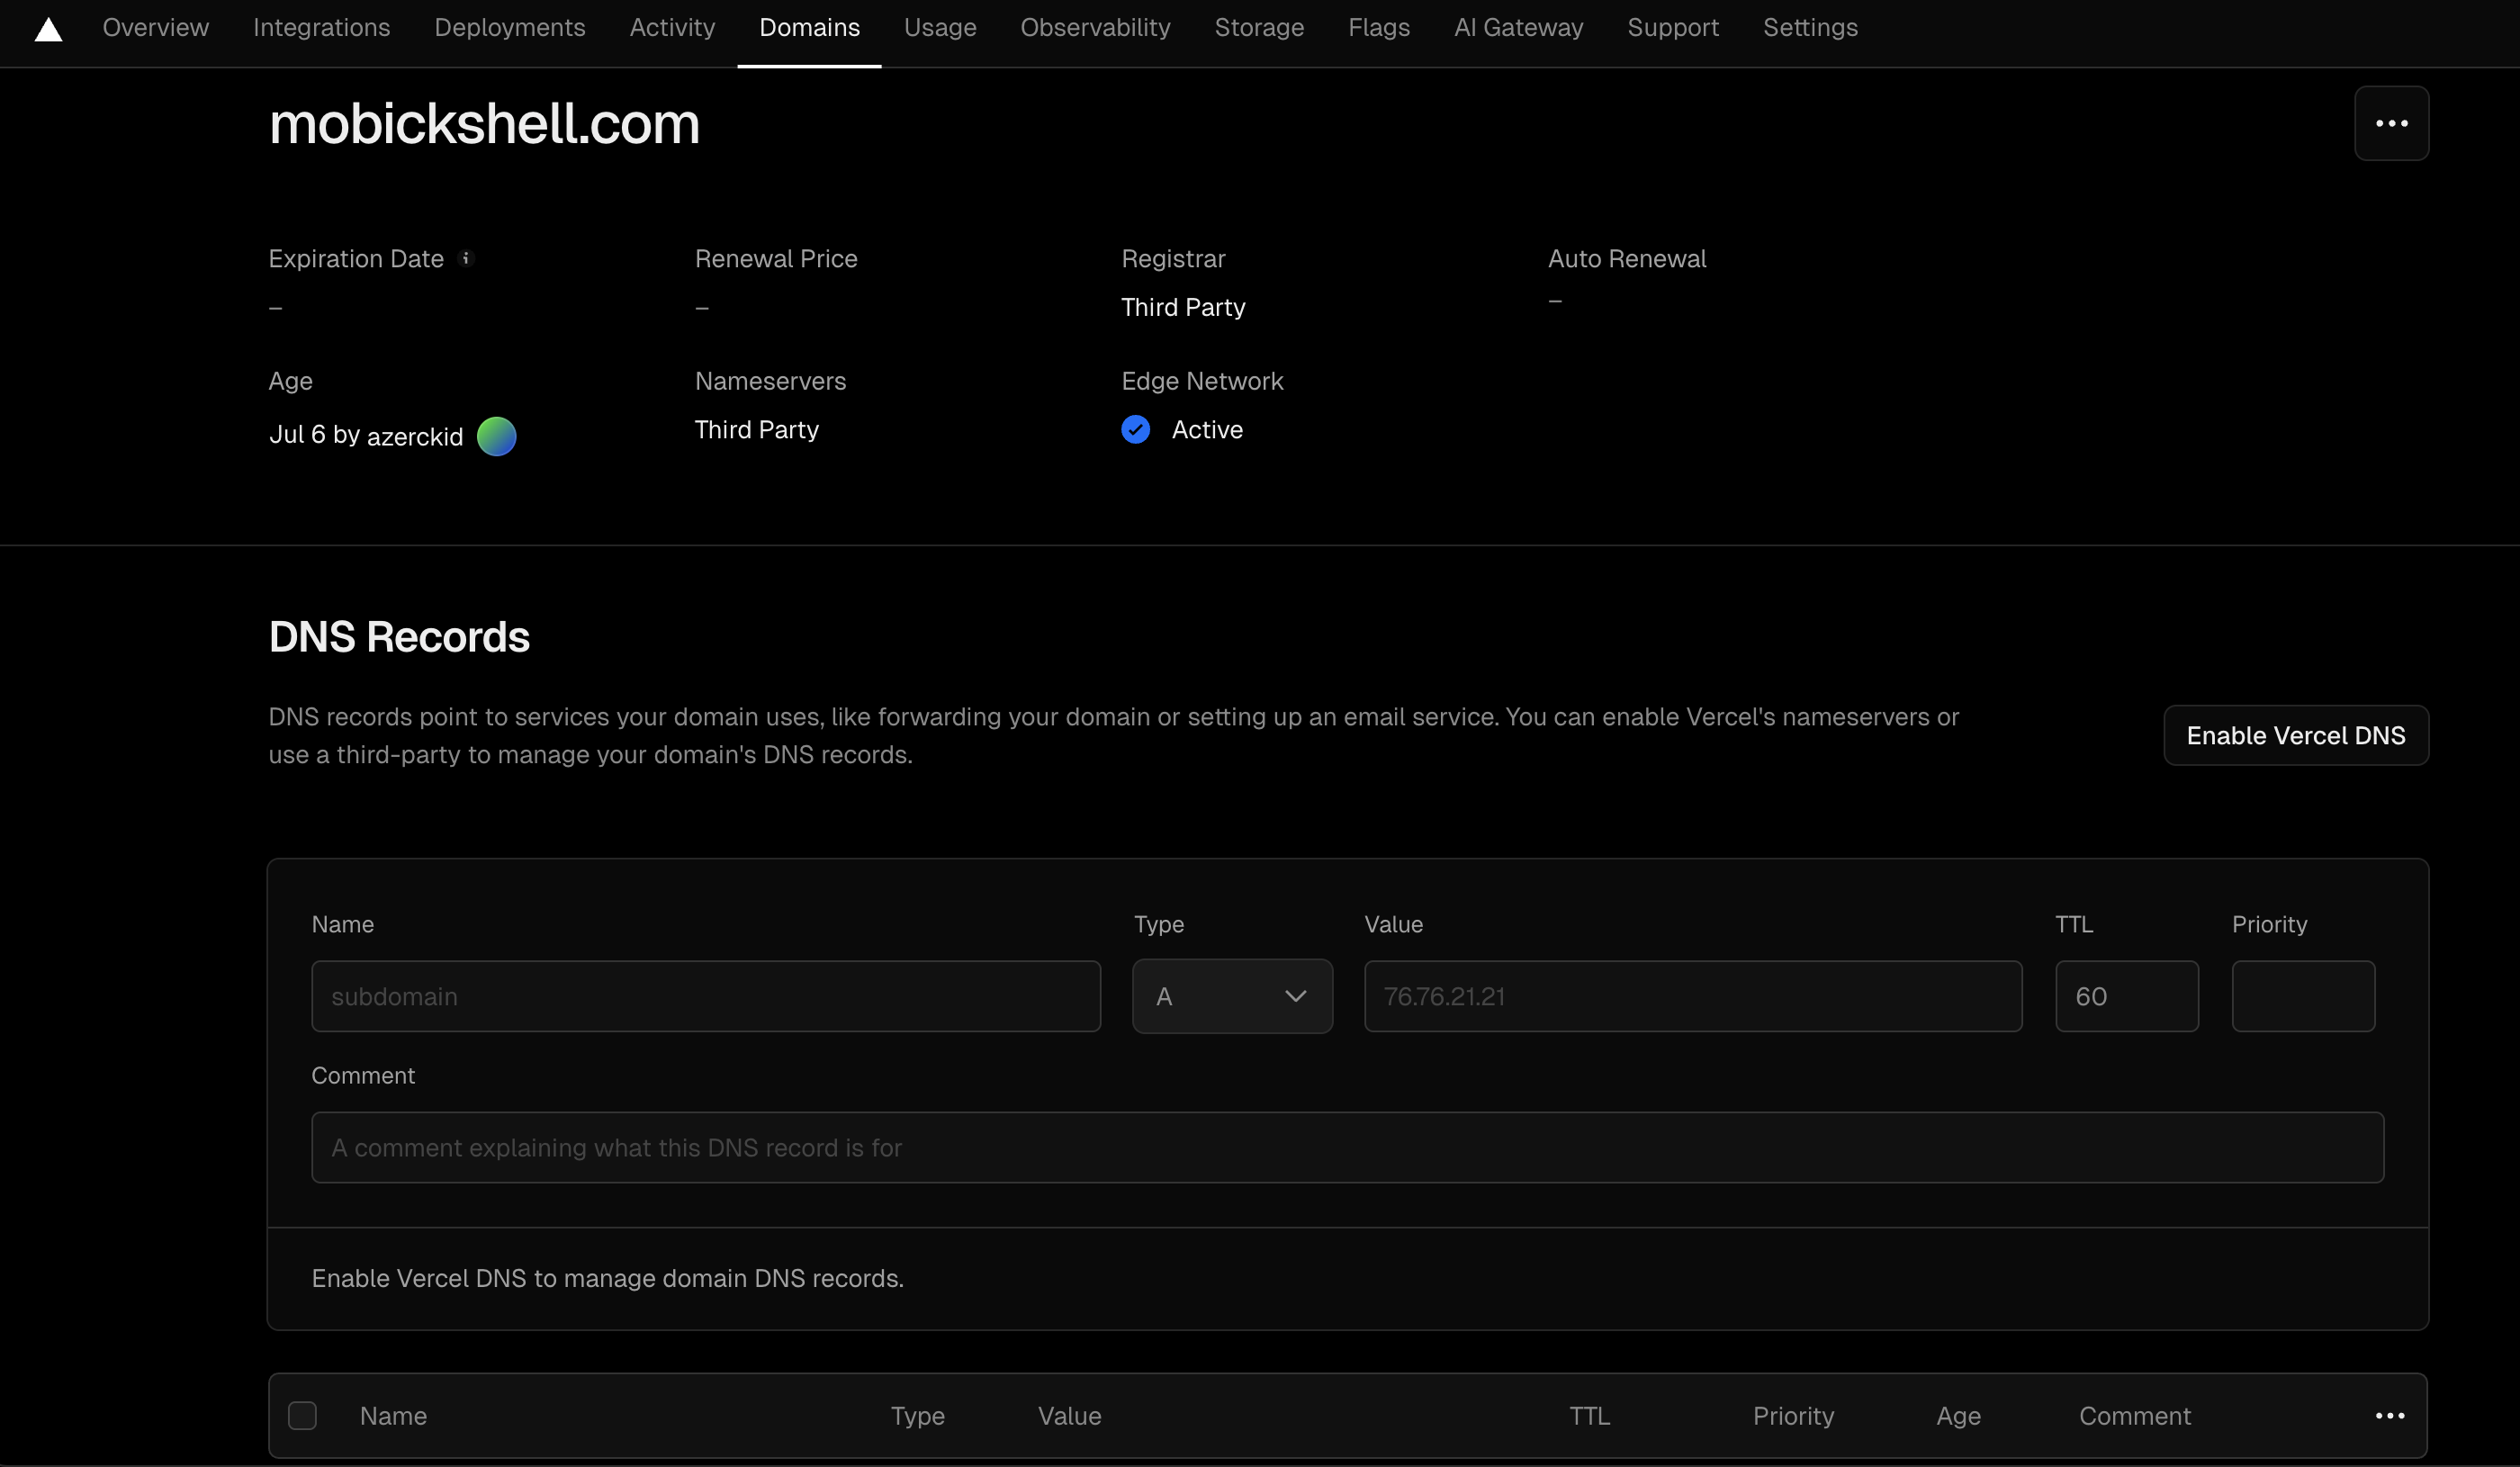 Overview Integrations Deployments Activity Domains Usage Observability Storage Flags AI Gateway Support Settings
mobickshell.com
Expiration Date Renewal Price Registrar Auto Renewal
– – Third Party –
Age Nameservers Edge Network
Jul 6 by azerckid Third Party Active
DNS Records
DNS records point to services your domain uses, like forwarding your domain or setting up an email service. You can enable Vercel's nameservers or
use a third-party to manage your domain's DNS records.
Enable Vercel DNS
Name Type Value TTL Priority
subdomain A 76.76.21.21 60
Comment
A comment explaining what this DNS record is for
Enable Vercel DNS to manage domain DNS records.
Name Type Value TTL Priority Age Comment